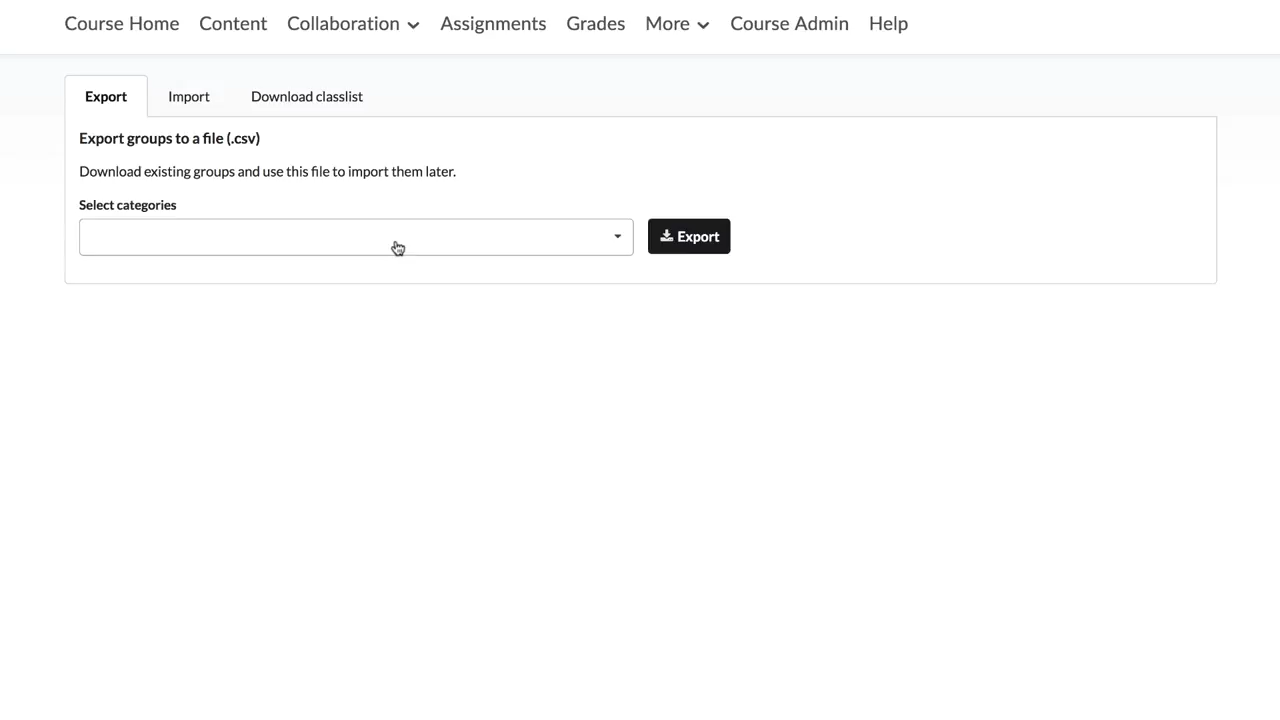 Course Home Content Collaboration Assignments Grades More Course Admin Help
Export Import Download classlist
Export groups to a file (.csv)
Download existing groups and use this file to import them later.
Select categories
Export